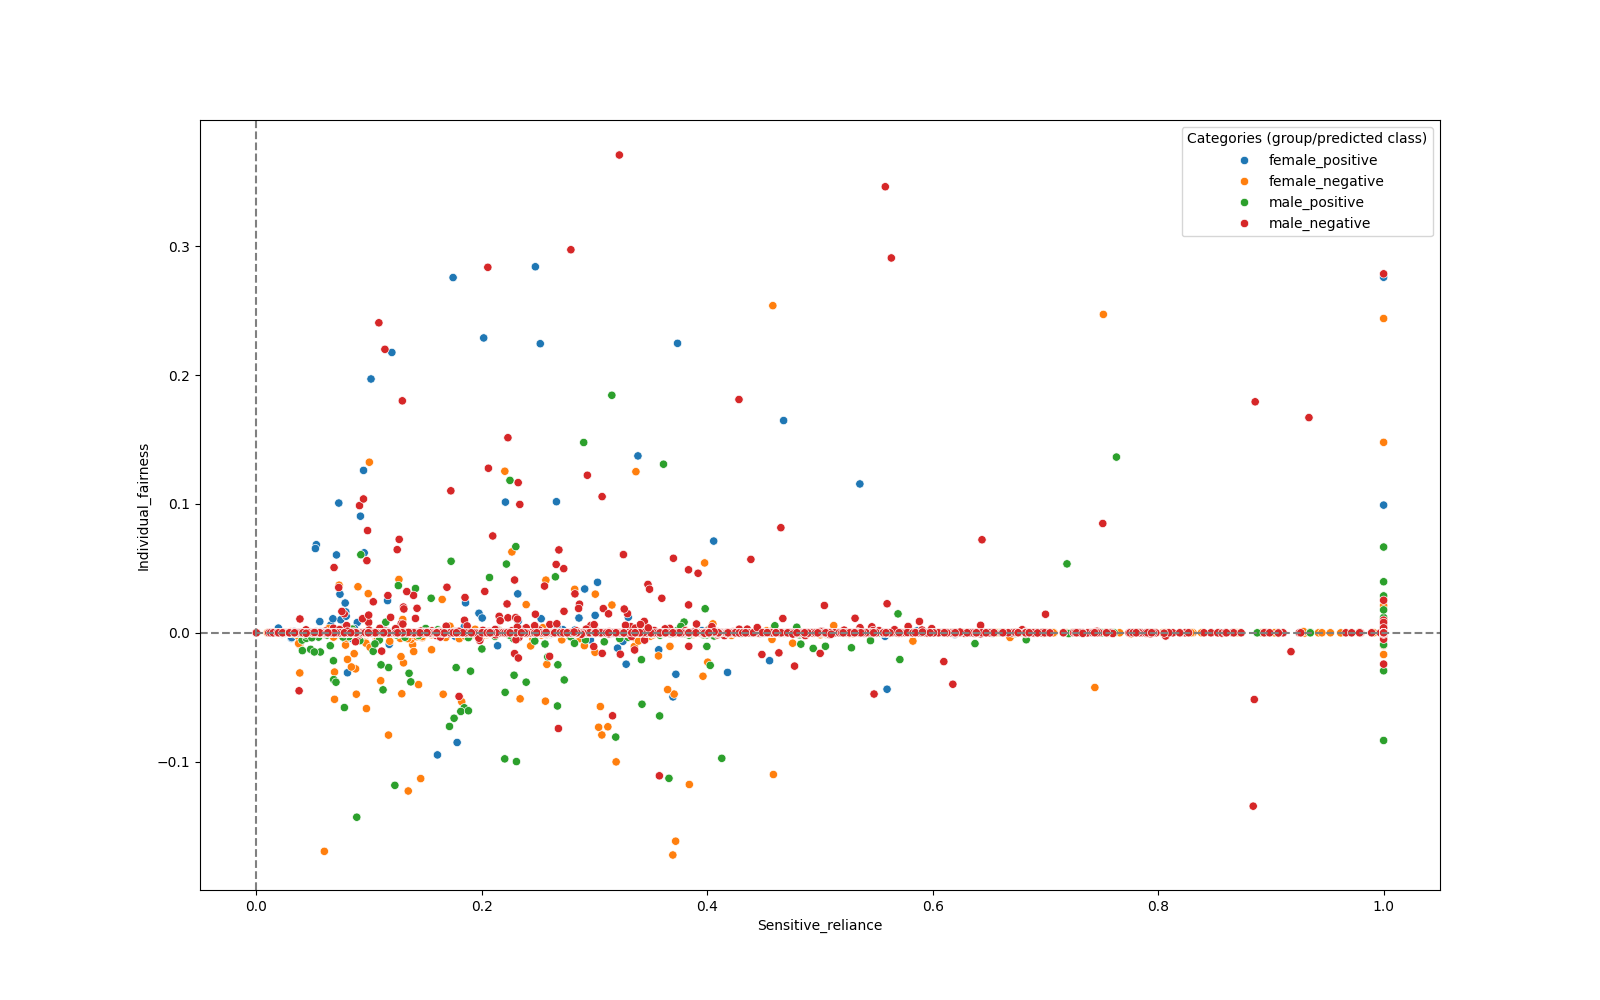 Categories (group/predicted class)
female_positive
female_negative
male_positive
male_negative
0.3
0.2
0.1
0.0
−0.1
Individual_fairness
0.0
0.2
0.4
0.6
0.8
1.0
Sensitive_reliance